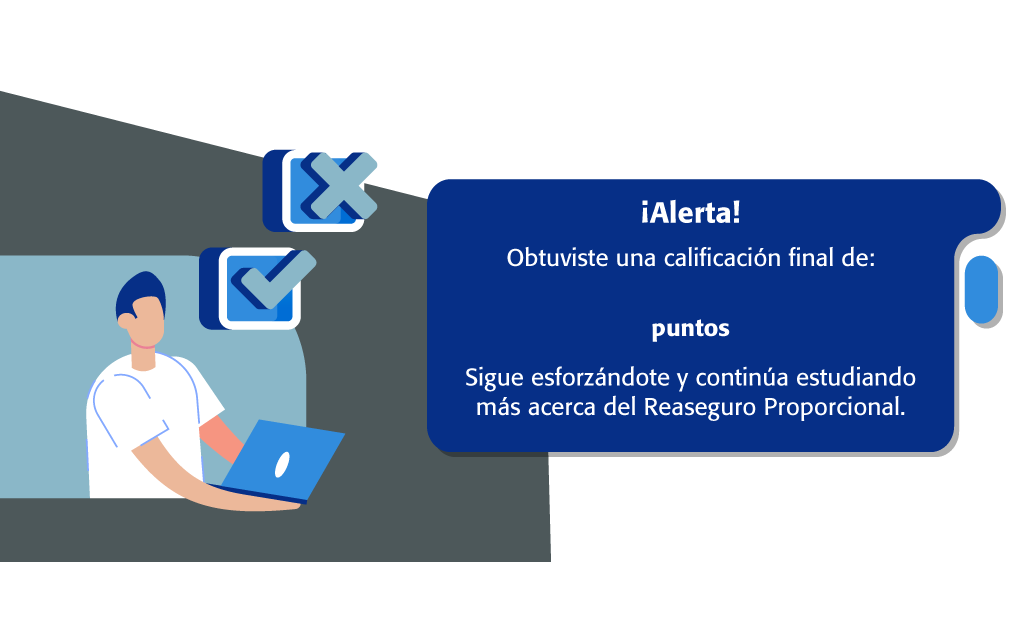 ¡Alerta!
Obtuviste una calificación final de:
puntos
Sigue esforzándote y continúa estudiando
más acerca del Reaseguro Proporcional.